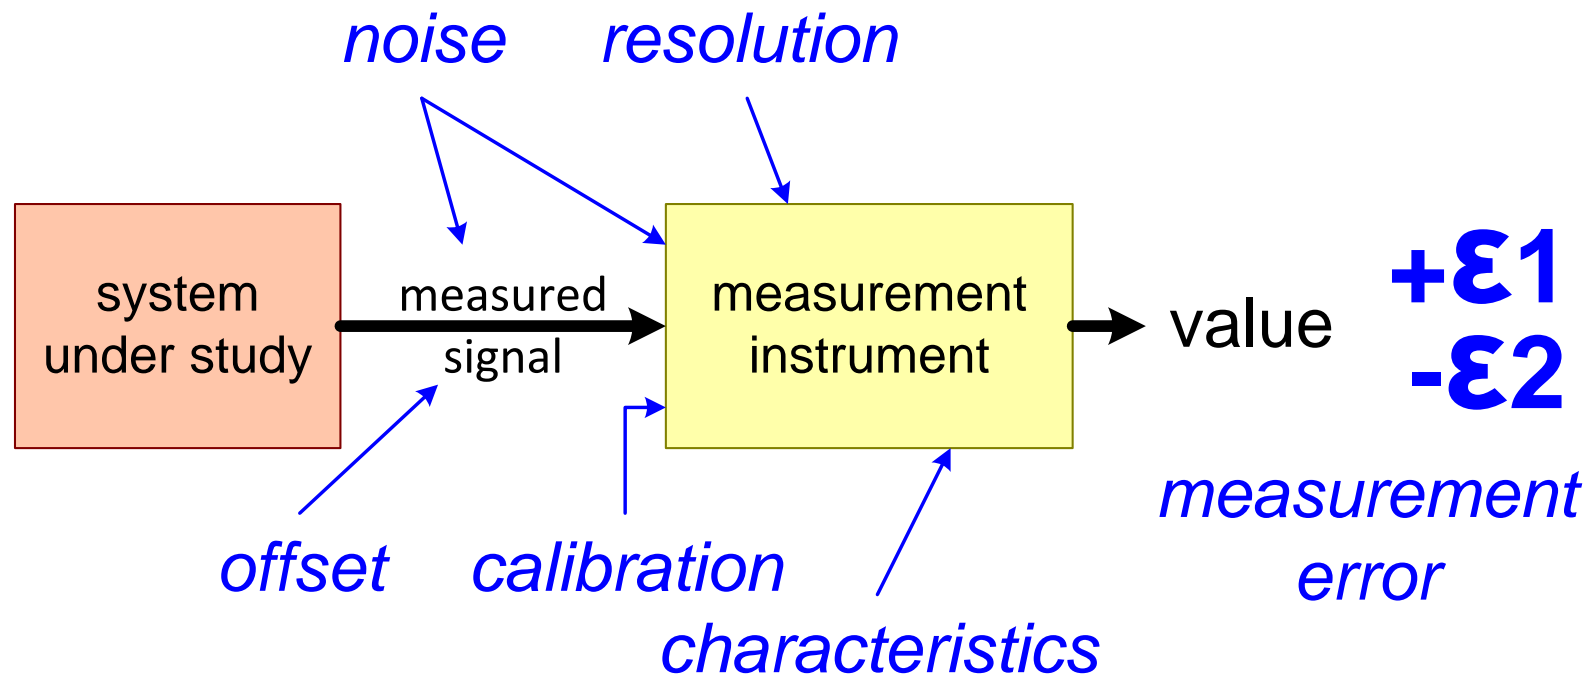 noise
resolution
system
under study
measured
signal
measurement
instrument
value
+ε1
-ε2
measurement
error
offset
calibration
characteristics